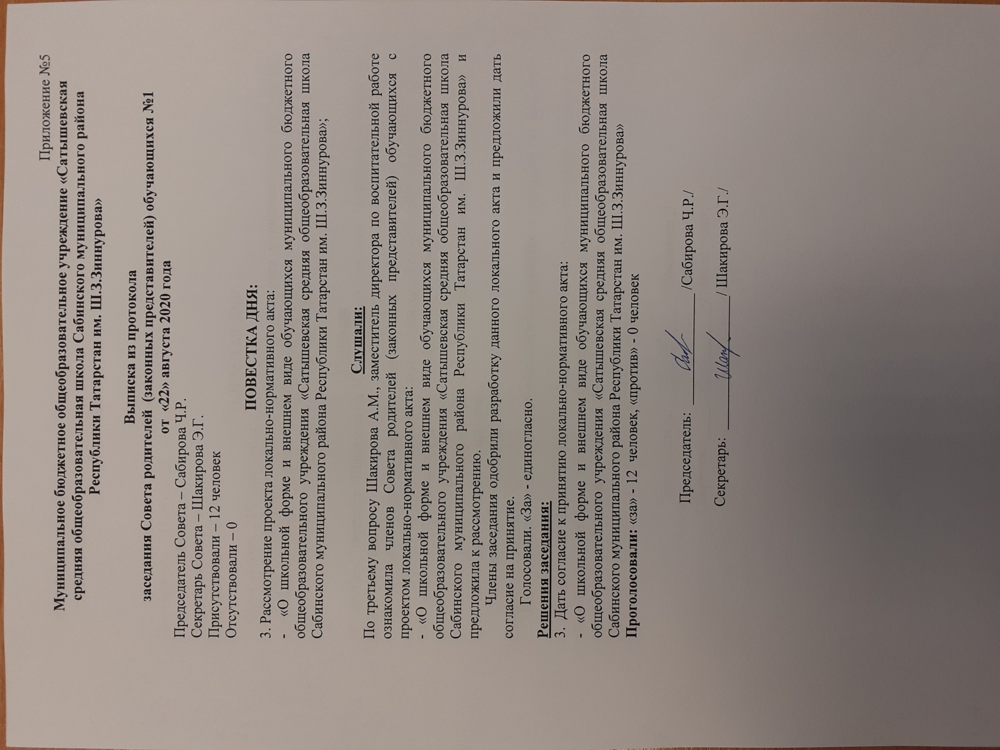 Приложение №5
Муниципальное бюджетное общеобразовательное учреждение «Сатышевская
средняя общеобразовательная школа Сабинского муниципального района
Республики Татарстан им. Ш.З.Зиннурова»
Выписка из протокола
заседания Совета родителей (законных представителей) обучающихся №1
от «22» августа 2020 года
Председатель Совета – Сабирова Ч.Р.
Секретарь Совета – Шакирова Э.Г.
Присутствовали – 12 человек
Отсутствовали – 0
ПОВЕСТКА ДНЯ:
3. Рассмотрение проекта локально-нормативного акта:
- «О школьной форме и внешнем виде обучающихся муниципального бюджетного
общеобразовательного учреждения «Сатышевская средняя общеобразовательная школа
Сабинского муниципального района Республики Татарстан им. Ш.З.Зиннурова»;
Слушали:
По третьему вопросу Шакирова А.М., заместитель директора по воспитательной работе
ознакомила членов Совета родителей (законных представителей) обучающихся с
проектом локально-нормативного акта:
- «О школьной форме и внешнем виде обучающихся муниципального бюджетного
общеобразовательного учреждения «Сатышевская средняя общеобразовательная школа
Сабинского муниципального района Республики Татарстан им. Ш.З.Зиннурова» и
предложила к рассмотрению.
Члены заседания одобрили разработку данного локального акта и предложили дать
согласие на принятие.
Голосовали. «За» - единогласно.
Решения заседания:
3. Дать согласие к принятию локально-нормативного акта:
- «О школьной форме и внешнем виде обучающихся муниципального бюджетного
общеобразовательного учреждения «Сатышевская средняя общеобразовательная школа
Сабинского муниципального района Республики Татарстан им. Ш.З.Зиннурова»
Проголосовали: «за» - 12 человек, «против» - 0 человек
Председатель: /Сабирова Ч.Р./
Секретарь: / Шакирова Э.Г./